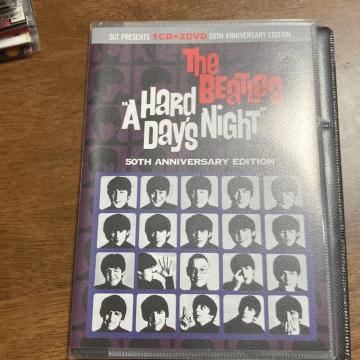 SGT. PRESENTS 1CD+2DVD 50TH ANNIVERSARY EDITION
The
BEATLES
"A HARD
DAY'S NIGHT"
50TH ANNIVERSARY EDITION